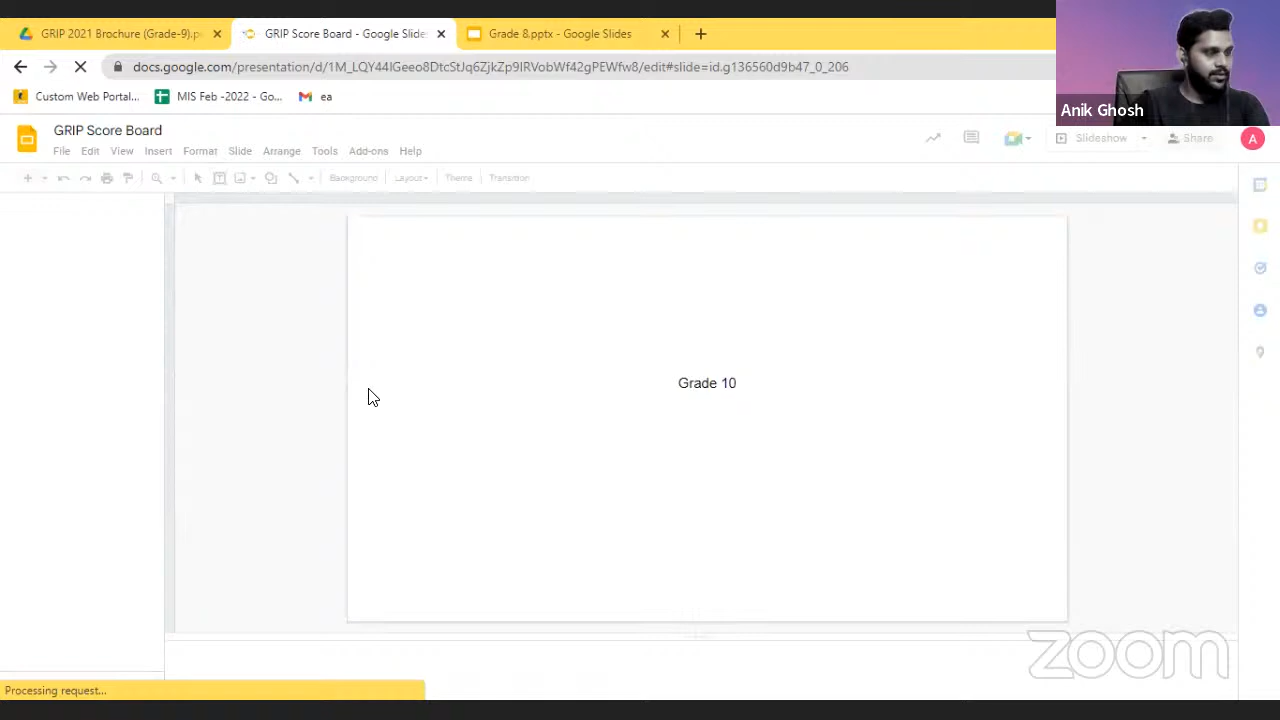 GRIP 2021 Brochure (Grade-9).p
GRIP Score Board - Google Slide
Grade 8.pptx - Google Slides
docs.google.com/presentation/d/1M_LQY44IGeeo8DtcStJq6ZjkZp9IRVobWf42gPEWfw8/edit#slide=id.g136560d9b47_0_206
Custom Web Portal...
MIS Feb -2022 - Go...
ea
Anik Ghosh
GRIP Score Board
File Edit View Insert Format Slide Arrange Tools Add-ons Help
Slideshow
Share
A
Background Layout Theme Transition
Grade 10
zoom
Processing request...